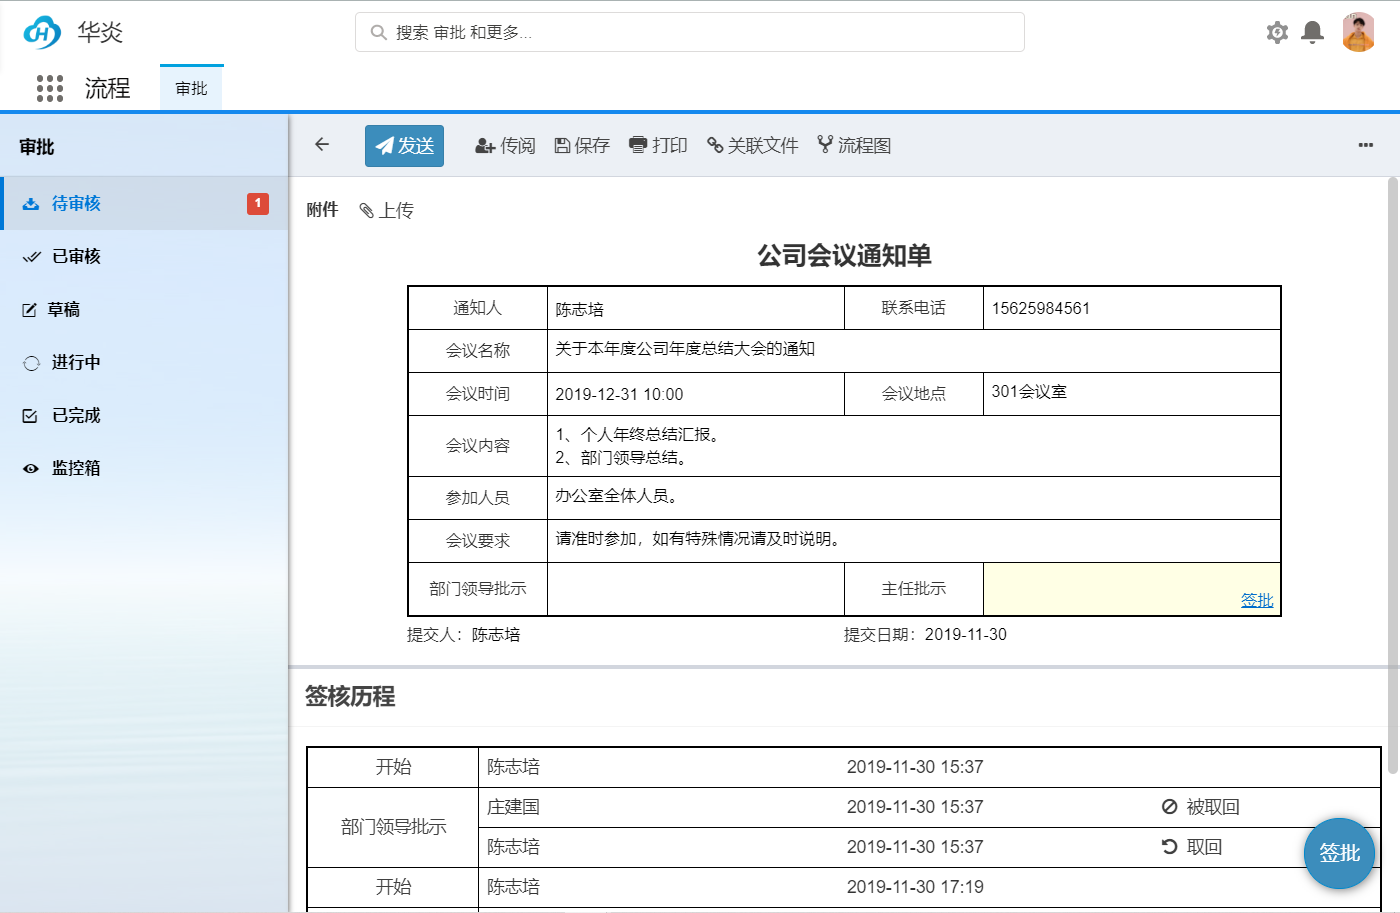 华炎
搜索 审批 和更多...
流程
审批
审批
待审核
1
已审核
草稿
进行中
已完成
监控箱
发送
传阅
保存
打印
关联文件
流程图
附件
上传
公司会议通知单
通知人 陈志培 联系电话 15625984561
会议名称 关于本年度公司年度总结大会的通知
会议时间 2019-12-31 10:00 会议地点 301会议室
会议内容 1、个人年终总结汇报。
2、部门领导总结。
参加人员 办公室全体人员。
会议要求 请准时参加，如有特殊情况请及时说明。
部门领导批示 主任批示 签批
提交人：陈志培 提交日期：2019-11-30
签核历程
开始 陈志培 2019-11-30 15:37
部门领导批示 庄建国 2019-11-30 15:37 被取回
陈志培 2019-11-30 15:37 取回
签批
开始 陈志培 2019-11-30 17:19